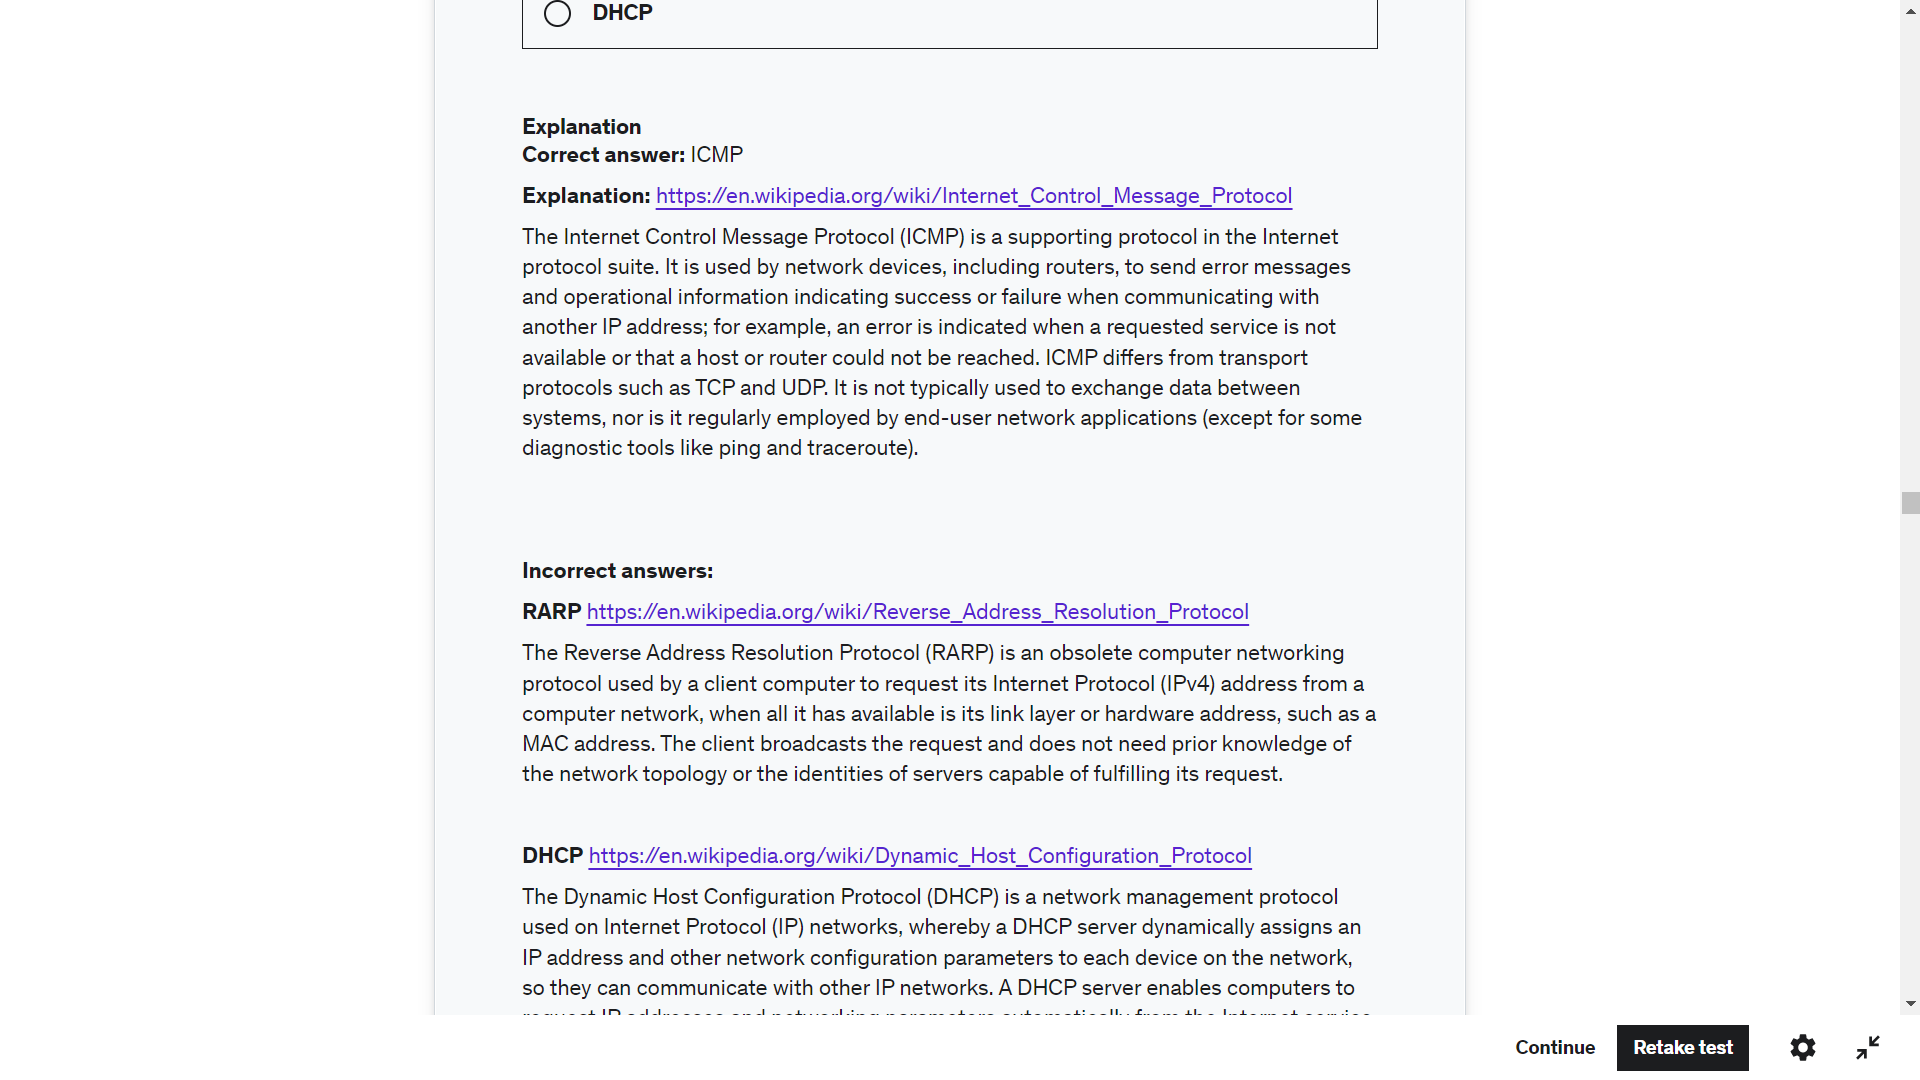 DHCP
Explanation
Correct answer: ICMP
Explanation: https://en.wikipedia.org/wiki/Internet_Control_Message_Protocol
The Internet Control Message Protocol (ICMP) is a supporting protocol in the Internet
protocol suite. It is used by network devices, including routers, to send error messages
and operational information indicating success or failure when communicating with
another IP address; for example, an error is indicated when a requested service is not
available or that a host or router could not be reached. ICMP differs from transport
protocols such as TCP and UDP. It is not typically used to exchange data between
systems, nor is it regularly employed by end-user network applications (except for some
diagnostic tools like ping and traceroute).
Incorrect answers:
RARP https://en.wikipedia.org/wiki/Reverse_Address_Resolution_Protocol
The Reverse Address Resolution Protocol (RARP) is an obsolete computer networking
protocol used by a client computer to request its Internet Protocol (IPv4) address from a
computer network, when all it has available is its link layer or hardware address, such as a
MAC address. The client broadcasts the request and does not need prior knowledge of
the network topology or the identities of servers capable of fulfilling its request.
DHCP https://en.wikipedia.org/wiki/Dynamic_Host_Configuration_Protocol
The Dynamic Host Configuration Protocol (DHCP) is a network management protocol
used on Internet Protocol (IP) networks, whereby a DHCP server dynamically assigns an
IP address and other network configuration parameters to each device on the network,
so they can communicate with other IP networks. A DHCP server enables computers to
request IP addresses and networking parameters automatically from the Internet service
Continue
Retake test